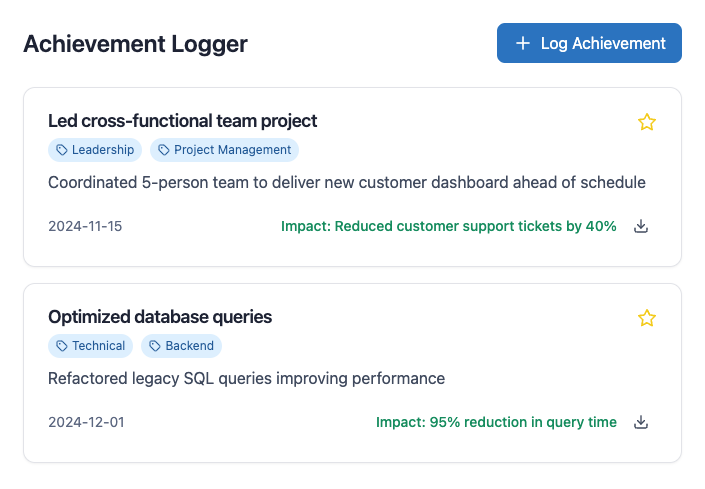 Achievement Logger
Log Achievement
Led cross-functional team project
Leadership Project Management
Coordinated 5-person team to deliver new customer dashboard ahead of schedule
2024-11-15 Impact: Reduced customer support tickets by 40%
Optimized database queries
Technical Backend
Refactored legacy SQL queries improving performance
2024-12-01 Impact: 95% reduction in query time